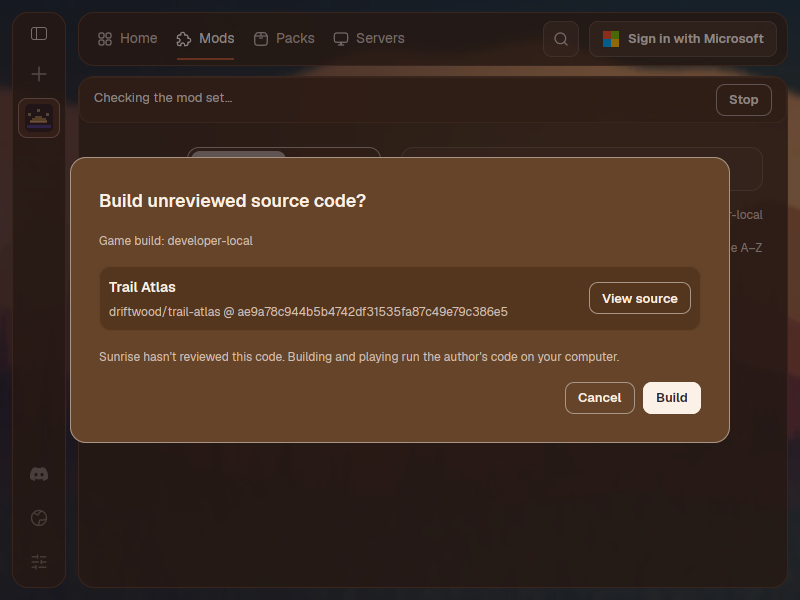 Home
Mods
Packs
Servers
Sign in with Microsoft
Checking the mod set...
Stop
Build unreviewed source code?
Game build: developer-local
Trail Atlas
View source
driftwood/trail-atlas @ ae9a78c944b5b4742df31535fa87c49e79c386e5
-local
A–Z
Sunrise hasn't reviewed this code. Building and playing run the author's code on your computer.
Cancel
Build